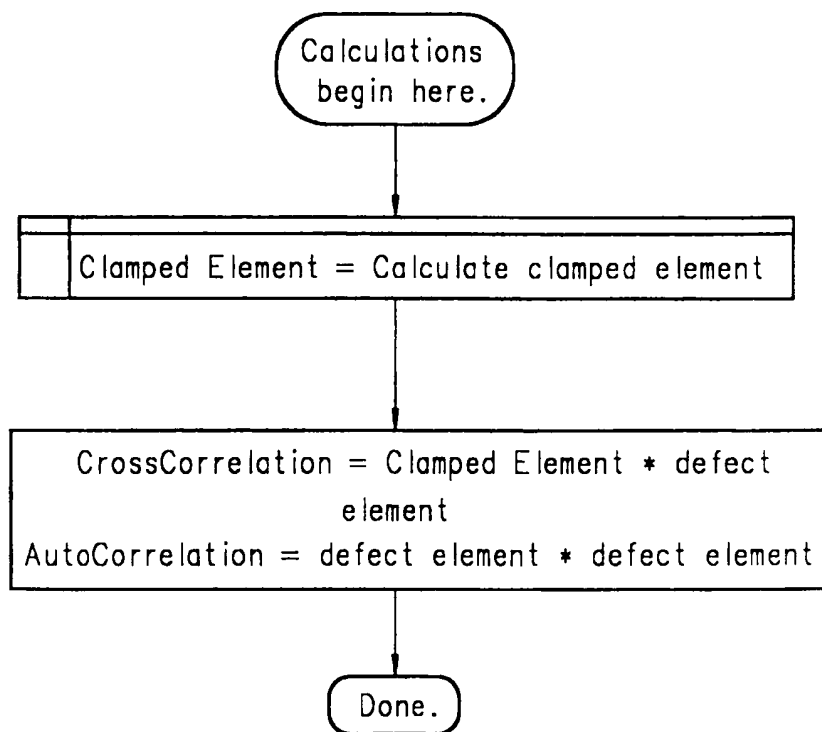 Calculations
begin here.
Clamped Element = Calculate clamped element
CrossCorrelation = Clamped Element * defect
element
AutoCorrelation = defect element * defect element
Done.